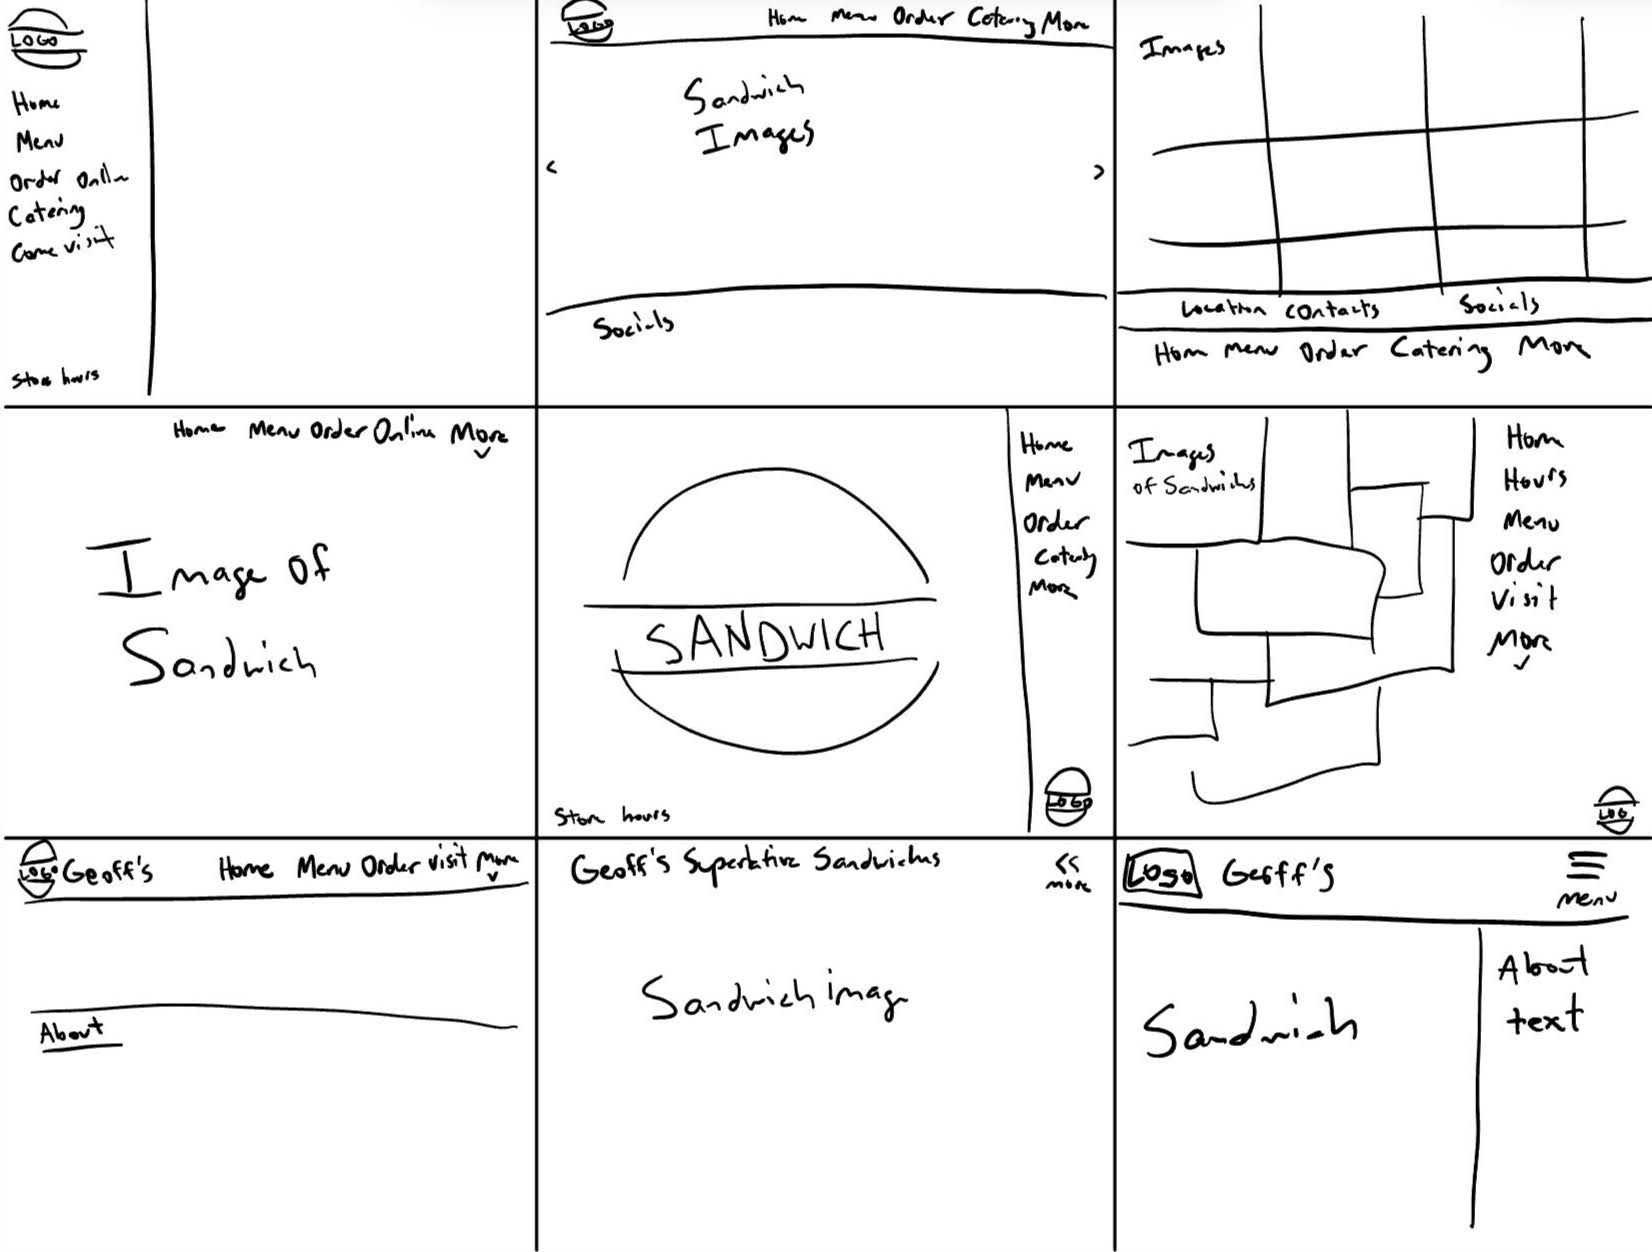 LOGO
Home
Menu
Order Onlin
Catering
Come visit
Store hours
LOGO
Home Menu Order Catering More
Sandwich
Images
<
>
Socials
Images
Location Contacts Socials
Home Menu Order Catering More
Home Menu Order Online More
Image of
Sandwich
SANDWICH
Store hours
Home
Menu
Order
Catering
More
LOGO
Images
of Sandwichs
Home
Hours
Menu
Order
Visit
More
LOG
LOGO Geoff's Home Menu Order visit More
About
Geoff's Superlative Sandwiches
<<
more
Sandwich image
Logo Geoff's
menu
Sandwich
About
text